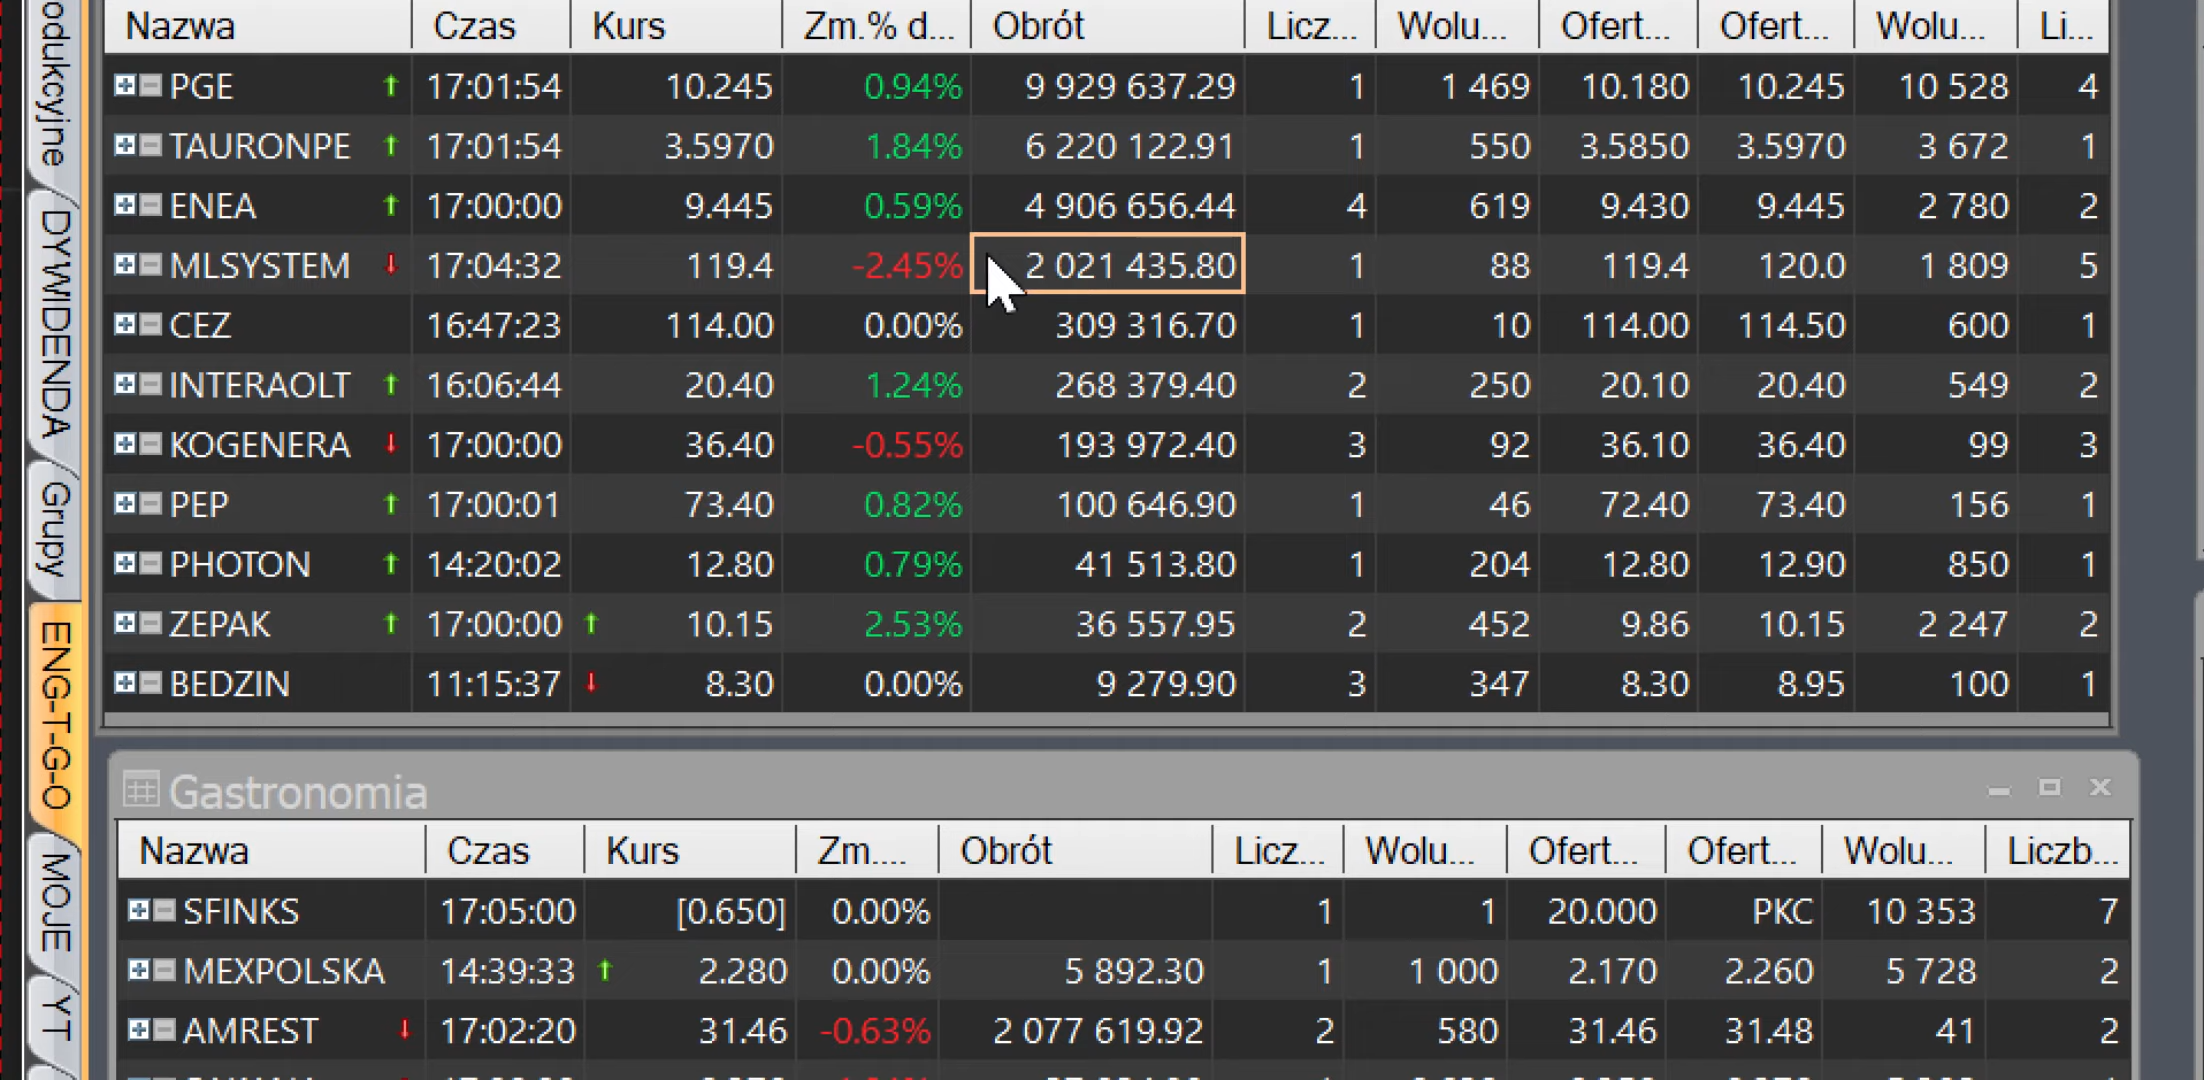 odukcyjne
DYWIDENDA
Grupy
ENG-T-G-O
MOJE
YT
Nazwa Czas Kurs Zm.% d... Obrót Licz... Wolu... Ofert... Ofert... Wolu... Li...
PGE 17:01:54 10.245 0.94% 9 929 637.29 1 1 469 10.180 10.245 10 528 4
TAURONPE 17:01:54 3.5970 1.84% 6 220 122.91 1 550 3.5850 3.5970 3 672 1
ENEA 17:00:00 9.445 0.59% 4 906 656.44 4 619 9.430 9.445 2 780 2
MLSYSTEM 17:04:32 119.4 -2.45% 2 021 435.80 1 88 119.4 120.0 1 809 5
CEZ 16:47:23 114.00 0.00% 309 316.70 1 10 114.00 114.50 600 1
INTERAOLT 16:06:44 20.40 1.24% 268 379.40 2 250 20.10 20.40 549 2
KOGENERA 17:00:00 36.40 -0.55% 193 972.40 3 92 36.10 36.40 99 3
PEP 17:00:01 73.40 0.82% 100 646.90 1 46 72.40 73.40 156 1
PHOTON 14:20:02 12.80 0.79% 41 513.80 1 204 12.80 12.90 850 1
ZEPAK 17:00:00 10.15 2.53% 36 557.95 2 452 9.86 10.15 2 247 2
BEDZIN 11:15:37 8.30 0.00% 9 279.90 3 347 8.30 8.95 100 1
Gastronomia
Nazwa Czas Kurs Zm.... Obrót Licz... Wolu... Ofert... Ofert... Wolu... Liczb...
SFINKS 17:05:00 [0.650] 0.00% 1 1 20.000 PKC 10 353 7
MEXPOLSKA 14:39:33 2.280 0.00% 5 892.30 1 1 000 2.170 2.260 5 728 2
AMREST 17:02:20 31.46 -0.63% 2 077 619.92 2 580 31.46 31.48 41 2